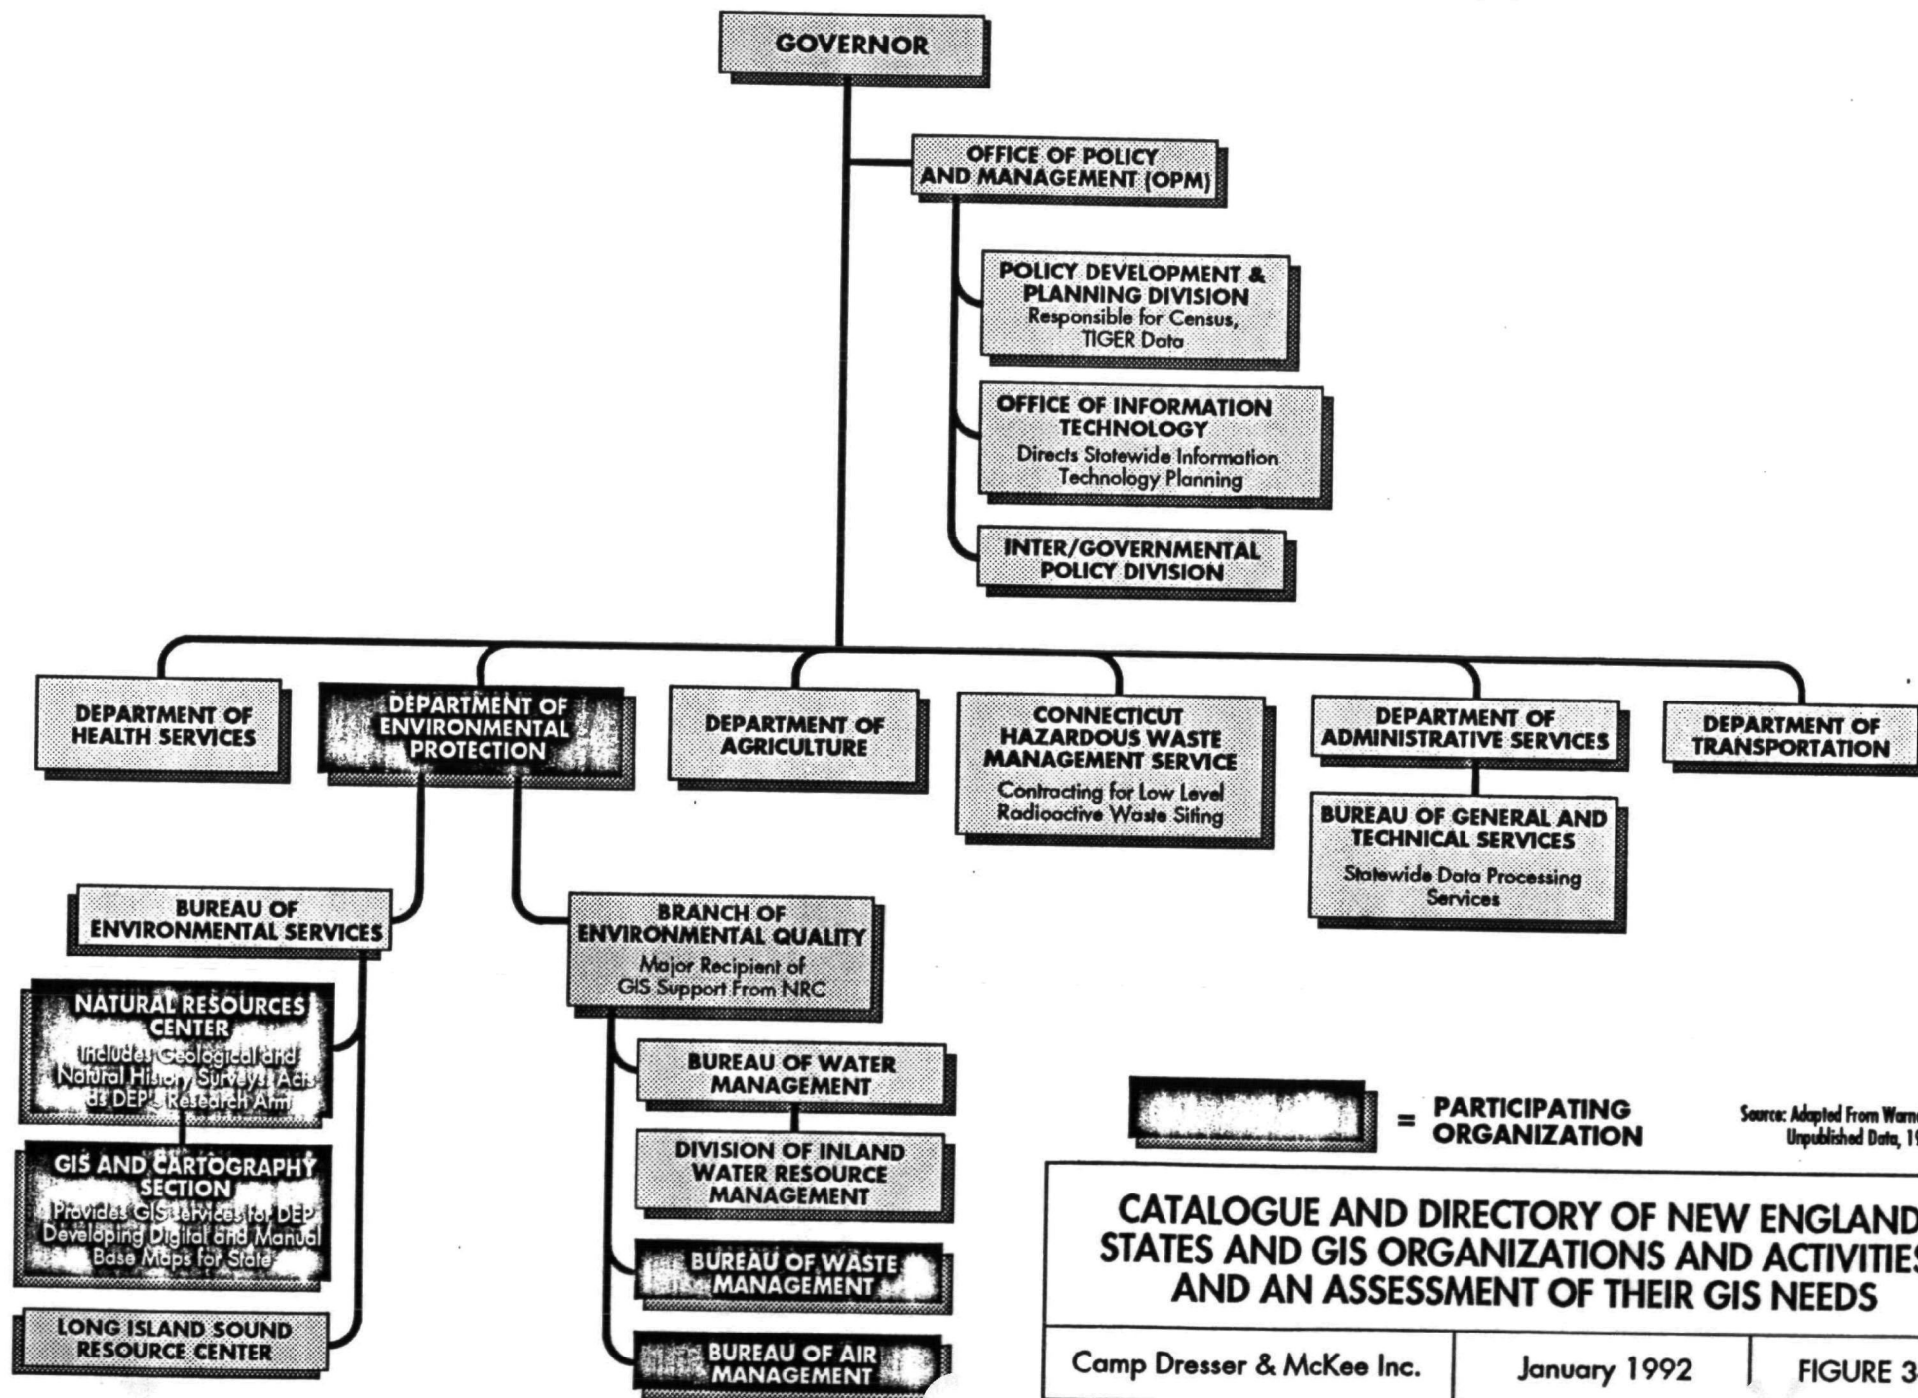 GOVERNOR
OFFICE OF POLICY
AND MANAGEMENT (OPM)
POLICY DEVELOPMENT &
PLANNING DIVISION
Responsible for Census,
TIGER Data
OFFICE OF INFORMATION
TECHNOLOGY
Directs Statewide Information
Technology Planning
INTER/GOVERNMENTAL
POLICY DIVISION
DEPARTMENT OF
HEALTH SERVICES
DEPARTMENT OF
ENVIRONMENTAL
PROTECTION
DEPARTMENT OF
AGRICULTURE
CONNECTICUT
HAZARDOUS WASTE
MANAGEMENT SERVICE
Contracting for Low Level
Radioactive Waste Siting
DEPARTMENT OF
ADMINISTRATIVE SERVICES
DEPARTMENT OF
TRANSPORTATION
BUREAU OF GENERAL AND
TECHNICAL SERVICES
Statewide Data Processing
Services
BUREAU OF
ENVIRONMENTAL SERVICES
NATURAL RESOURCES
CENTER
Includes Geological and
Natural History Surveys, Acts
as DEP's Research Arm
GIS AND CARTOGRAPHY
SECTION
Provides GIS services for DEP
Developing Digital and Manual
Base Maps for State
LONG ISLAND SOUND
RESOURCE CENTER
BRANCH OF
ENVIRONMENTAL QUALITY
Major Recipient of
GIS Support From NRC
BUREAU OF WATER
MANAGEMENT
DIVISION OF INLAND
WATER RESOURCE
MANAGEMENT
BUREAU OF WASTE
MANAGEMENT
BUREAU OF AIR
MANAGEMENT
= PARTICIPATING
ORGANIZATION
Source: Adapted From
Unpublished Data,
CATALOGUE AND DIRECTORY OF NEW ENGLAND
STATES AND GIS ORGANIZATIONS AND ACTIVITIES
AND AN ASSESSMENT OF THEIR GIS NEEDS
Camp Dresser & McKee Inc.
January 1992
FIGURE 3